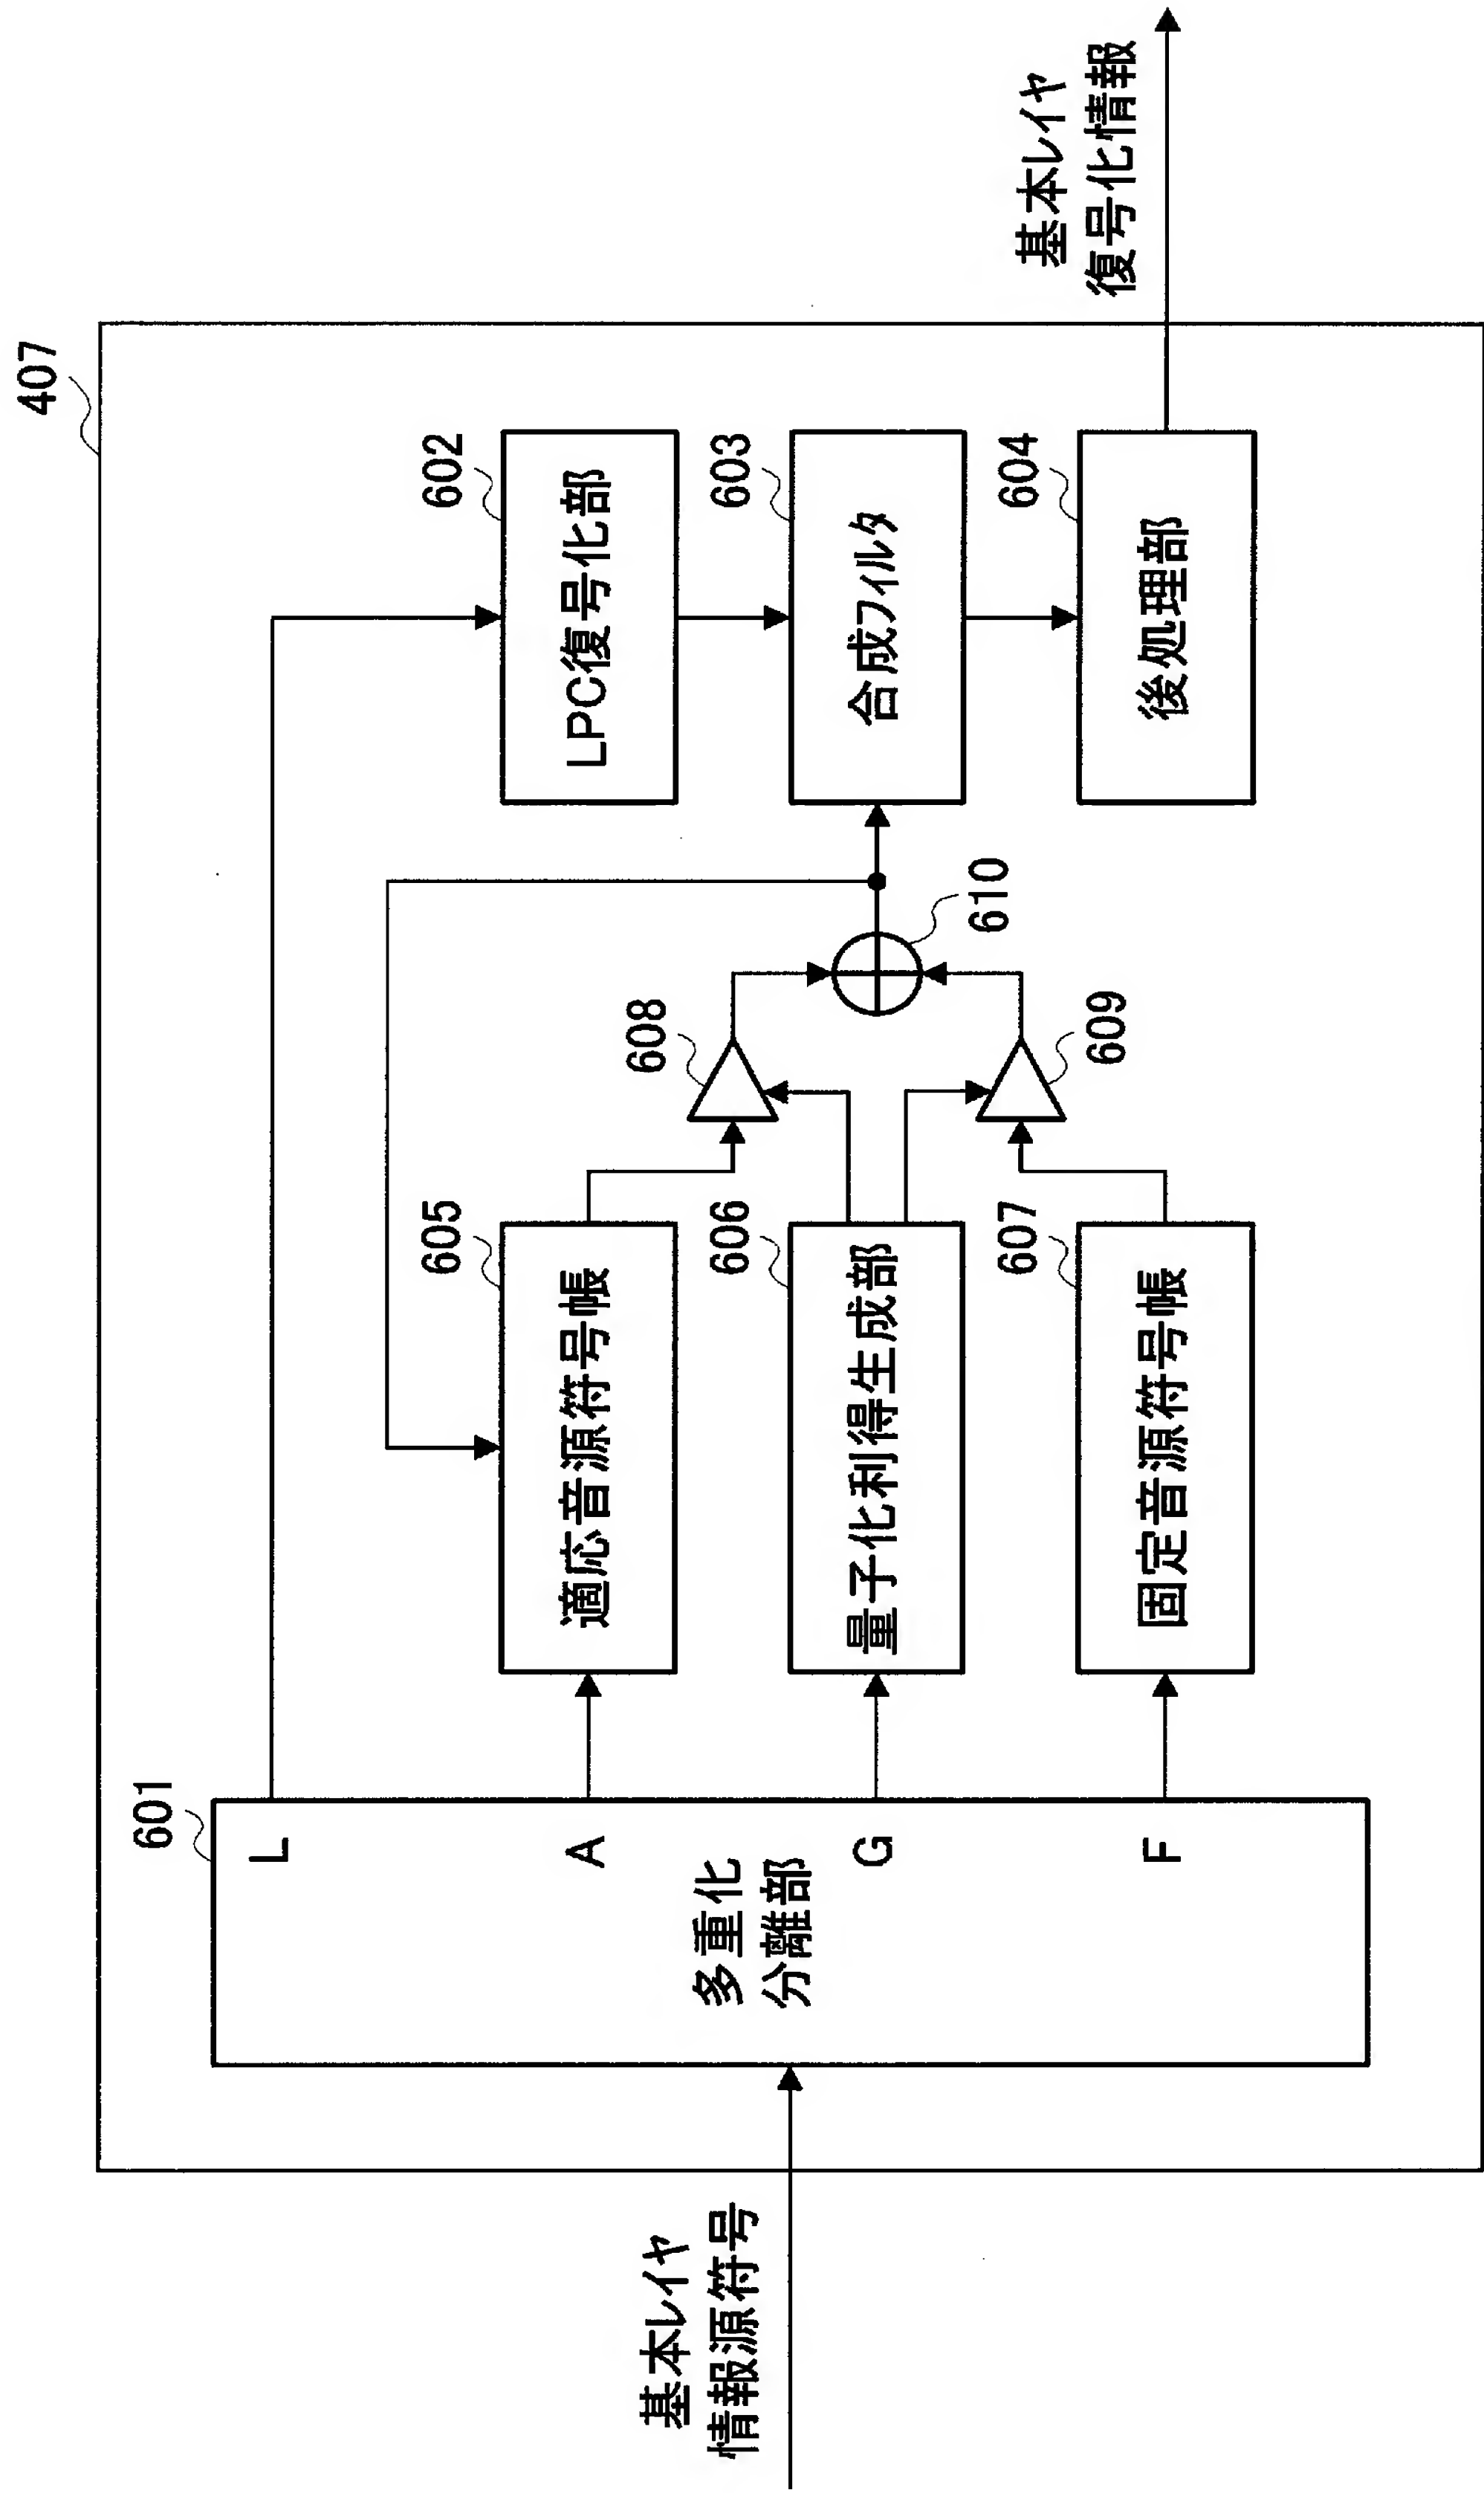 407
601
多重化
分離部
L
A
G
F
基本レイヤ
情報源符号
605
適応音源符号帳
606
量子化利得生成部
607
固定音源符号帳
608
609
610
602
LPC復号化部
603
合成フィルタ
604
後処理部
基本レイヤ
復号化情報